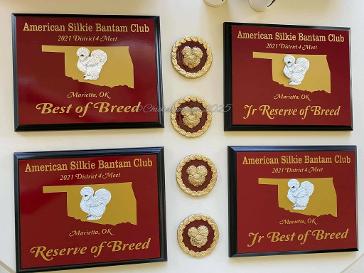 American Silkie Bantam Club
2021 District 4 Meet
Marietta, OK
Best of Breed
American Silkie Bantam Club
2021 District 4 Meet
Marietta, OK
Jr Reserve of Breed
American Silkie Bantam Club
2021 District 4 Meet
Marietta, OK
Reserve of Breed
American Silkie Bantam Club
2021 District 4 Meet
Marietta, OK
Jr Best of Breed
2025